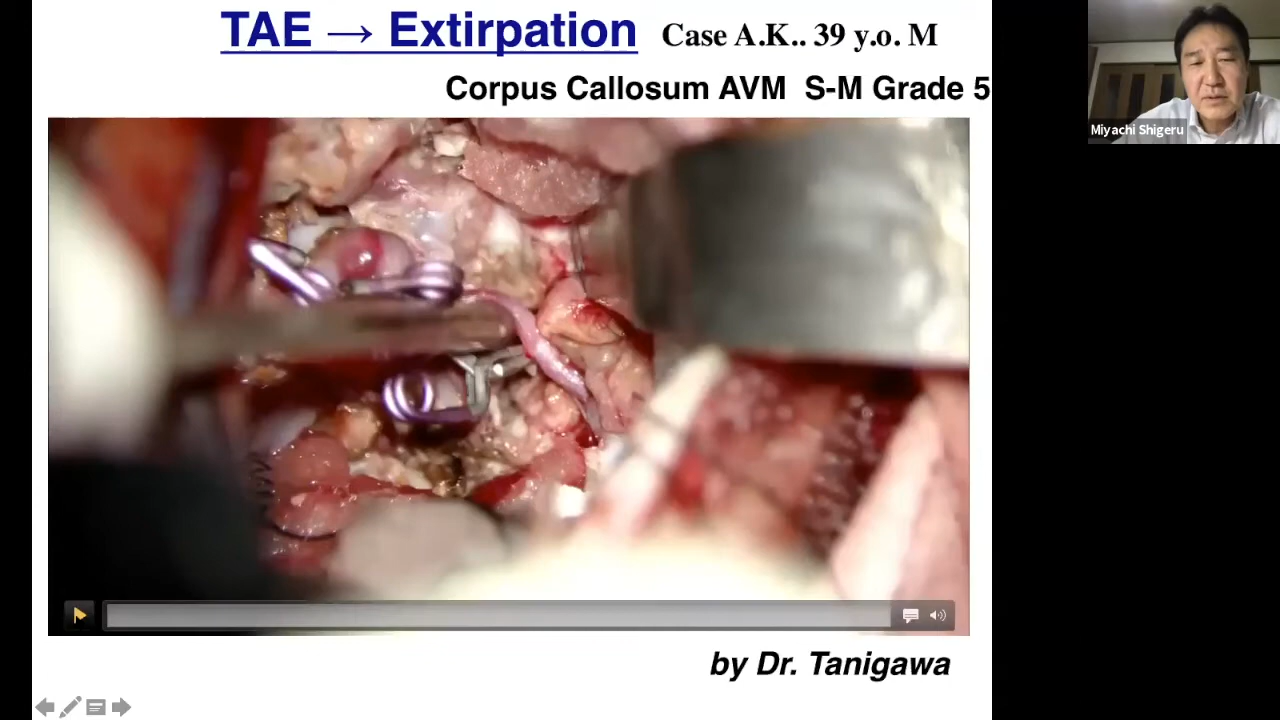 TAE → Extirpation Case A.K.. 39 y.o. M
Corpus Callosum AVM S-M Grade 5
Miyachi Shigeru
by Dr. Tanigawa